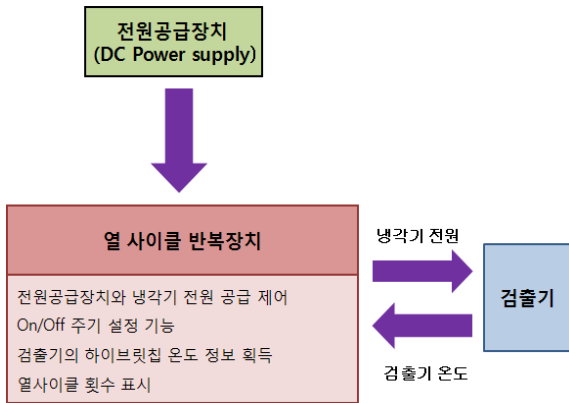 전원공급장치
(DC Power supply)
열 사이클 반복장치
전원공급장치와 냉각기 전원 공급 제어
On/Off 주기 설정 기능
검출기의 하이브릿칩 온도 정보 획득
열사이클 횟수 표시
냉각기 전원
검출기
검출기 온도